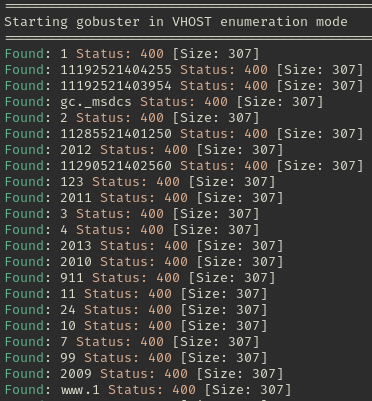 ===============================================================
Starting gobuster in VHOST enumeration mode
===============================================================
Found: 1 Status: 400 [Size: 307]
Found: 11192521404255 Status: 400 [Size: 307]
Found: 11192521403954 Status: 400 [Size: 307]
Found: gc._msdcs Status: 400 [Size: 307]
Found: 2 Status: 400 [Size: 307]
Found: 11285521401250 Status: 400 [Size: 307]
Found: 2012 Status: 400 [Size: 307]
Found: 11290521402560 Status: 400 [Size: 307]
Found: 123 Status: 400 [Size: 307]
Found: 2011 Status: 400 [Size: 307]
Found: 3 Status: 400 [Size: 307]
Found: 4 Status: 400 [Size: 307]
Found: 2013 Status: 400 [Size: 307]
Found: 2010 Status: 400 [Size: 307]
Found: 911 Status: 400 [Size: 307]
Found: 11 Status: 400 [Size: 307]
Found: 24 Status: 400 [Size: 307]
Found: 10 Status: 400 [Size: 307]
Found: 7 Status: 400 [Size: 307]
Found: 99 Status: 400 [Size: 307]
Found: 2009 Status: 400 [Size: 307]
Found: www.1 Status: 400 [Size: 307]